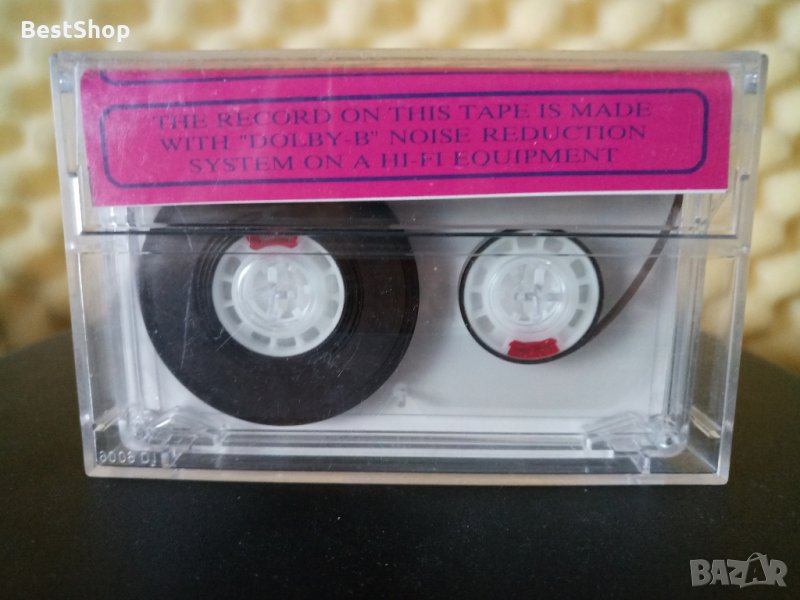 BestShop
THE RECORD ON THIS TAPE IS MADE
WITH "DOLBY-B" NOISE REDUCTION
SYSTEM ON A HI-FI EQUIPMENT
BAZAR